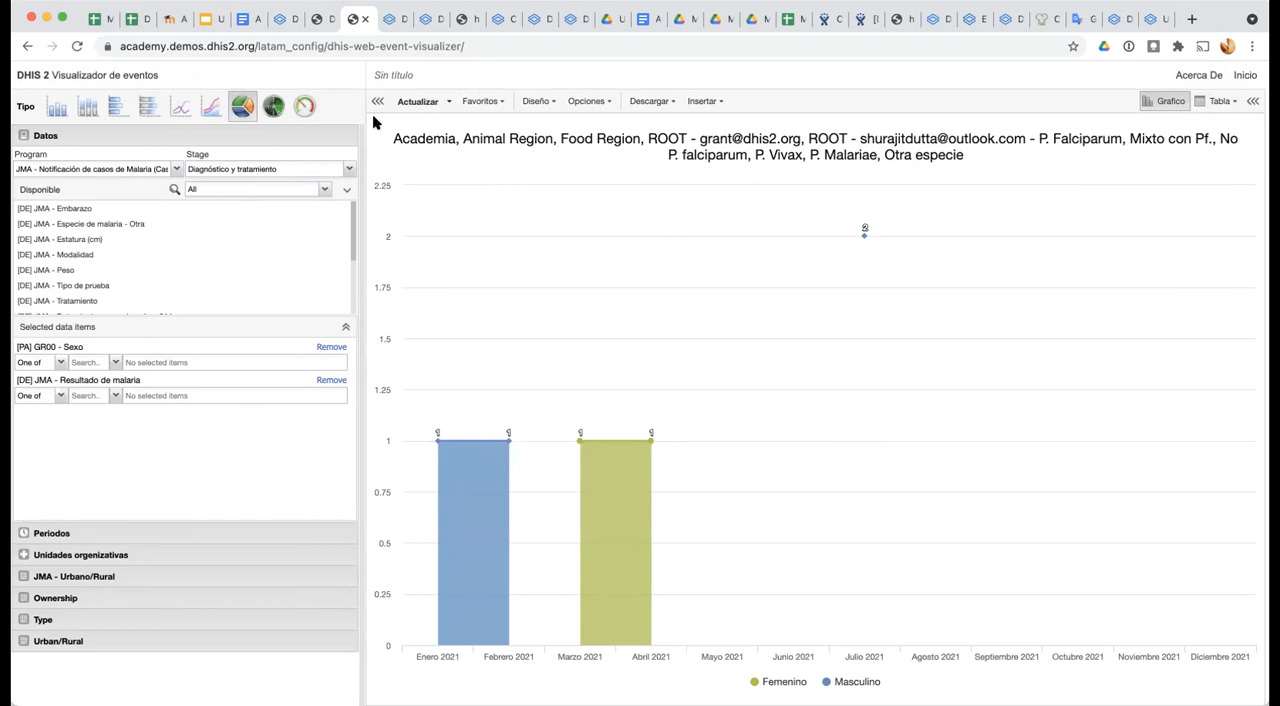 M
D
U
A
D
D
D
D
h
C
D
D
U
A
M
M
M
M
C
[I
h
D
E
D
C
G
D
U
academy.demos.dhis2.org/latam_config/dhis-web-event-visualizer/
DHIS 2 Visualizador de eventos
Sin título
Acerca De
Inicio
Tipo
Actualizar
Favoritos
Diseño
Opciones
Descargar
Insertar
Grafico
Tabla
Datos
Program
Stage
JMA - Notificación de casos de Malaria (Cas
Diagnóstico y tratamiento
Disponible
All
[DE] JMA - Embarazo
[DE] JMA - Especie de malaria - Otra
[DE] JMA - Estatura (cm)
[DE] JMA - Modalidad
[DE] JMA - Peso
[DE] JMA - Tipo de prueba
[DE] JMA - Tratamiento
Selected data items
[PA] GR00 - Sexo
Remove
One of
Search..
No selected items
[DE] JMA - Resultado de malaria
Remove
One of
Search..
No selected items
Periodos
Unidades organizativas
JMA - Urbano/Rural
Ownership
Type
Urban/Rural
Academia, Animal Region, Food Region, ROOT - grant@dhis2.org, ROOT - shurajitdutta@outlook.com - P. Falciparum, Mixto con Pf., No
P. falciparum, P. Vivax, P. Malariae, Otra especie
2.25
2
1.75
1.5
1.25
1
0.75
0.5
0.25
0
2
1
1
1
1
Enero 2021
Febrero 2021
Marzo 2021
Abril 2021
Mayo 2021
Junio 2021
Julio 2021
Agosto 2021
Septiembre 2021
Octubre 2021
Noviembre 2021
Diciembre 2021
Femenino
Masculino